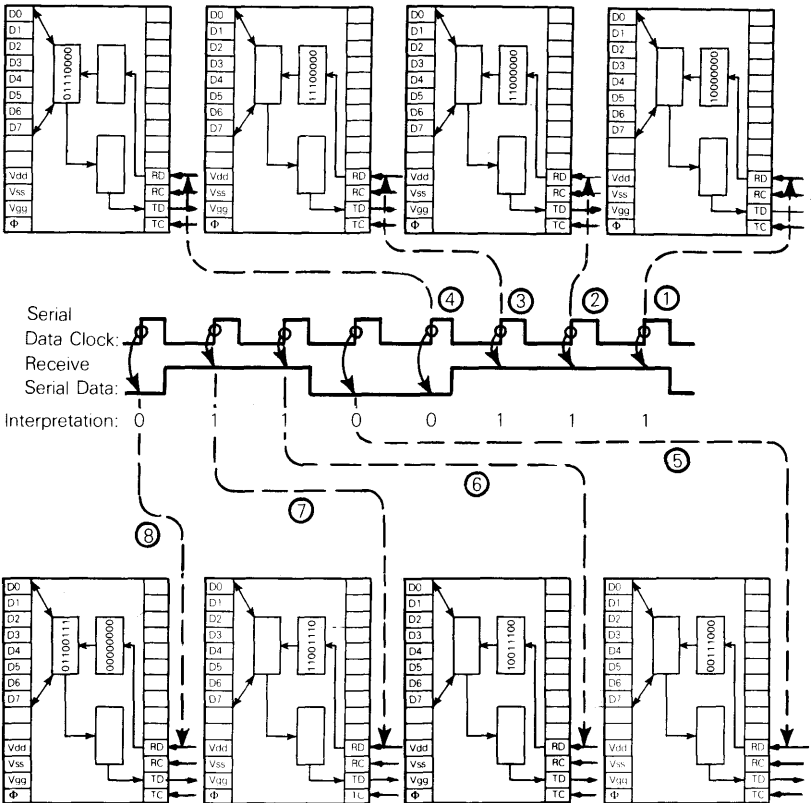 D0
D1
D2
D3
D4
D5
D6
D7
Vdd
Vss
Vgg
Φ
01110000
RD
RC
TD
TC
D0
D1
D2
D3
D4
D5
D6
D7
Vdd
Vss
Vgg
Φ
11100000
RD
RC
TD
TC
D0
D1
D2
D3
D4
D5
D6
D7
Vdd
Vss
Vgg
Φ
111000000
RD
RC
TD
TC
D0
D1
D2
D3
D4
D5
D6
D7
Vdd
Vss
Vgg
Φ
10000000
RD
RC
TD
TC
④ ③ ② ①
Serial
Data Clock:
Receive
Serial Data:
Interpretation: 0 1 1 0 0 1 1 1
⑤
⑥
⑦
⑧
D0
D1
D2
D3
D4
D5
D6
D7
Vdd
Vss
Vgg
Φ
01100111
00000000
RD
RC
TD
TC
D0
D1
D2
D3
D4
D5
D6
D7
Vdd
Vss
Vgg
Φ
11001110
RD
RC
TD
TC
D0
D1
D2
D3
D4
D5
D6
D7
Vdd
Vss
Vgg
Φ
10011100
RD
RC
TD
TC
D0
D1
D2
D3
D4
D5
D6
D7
Vdd
Vss
Vgg
Φ
00111000
RD
RC
TD
TC